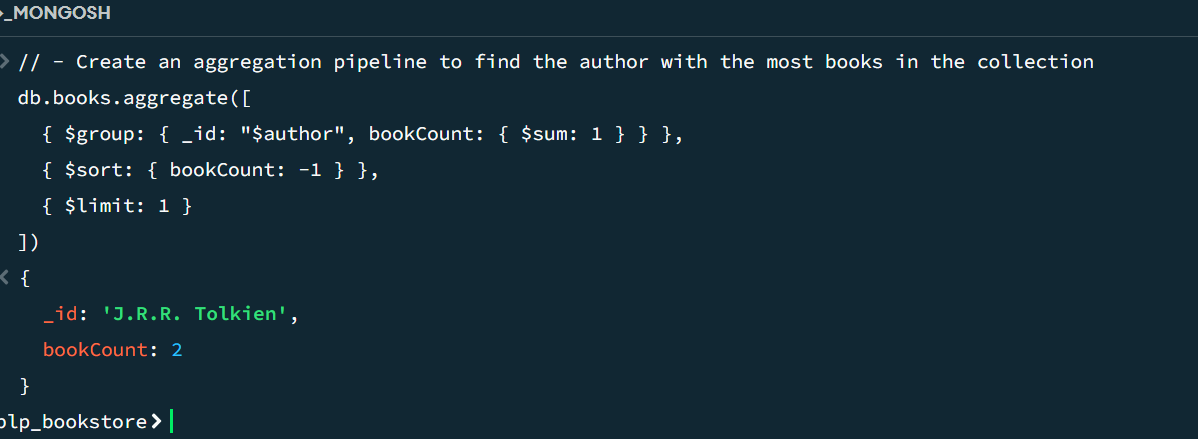 _MONGOSH
// - Create an aggregation pipeline to find the author with the most books in the collection
db.books.aggregate([
{ $group: { _id: "$author", bookCount: { $sum: 1 } } },
{ $sort: { bookCount: -1 } },
{ $limit: 1 }
])
{
_id: 'J.R.R. Tolkien',
bookCount: 2
}
plp_bookstore>